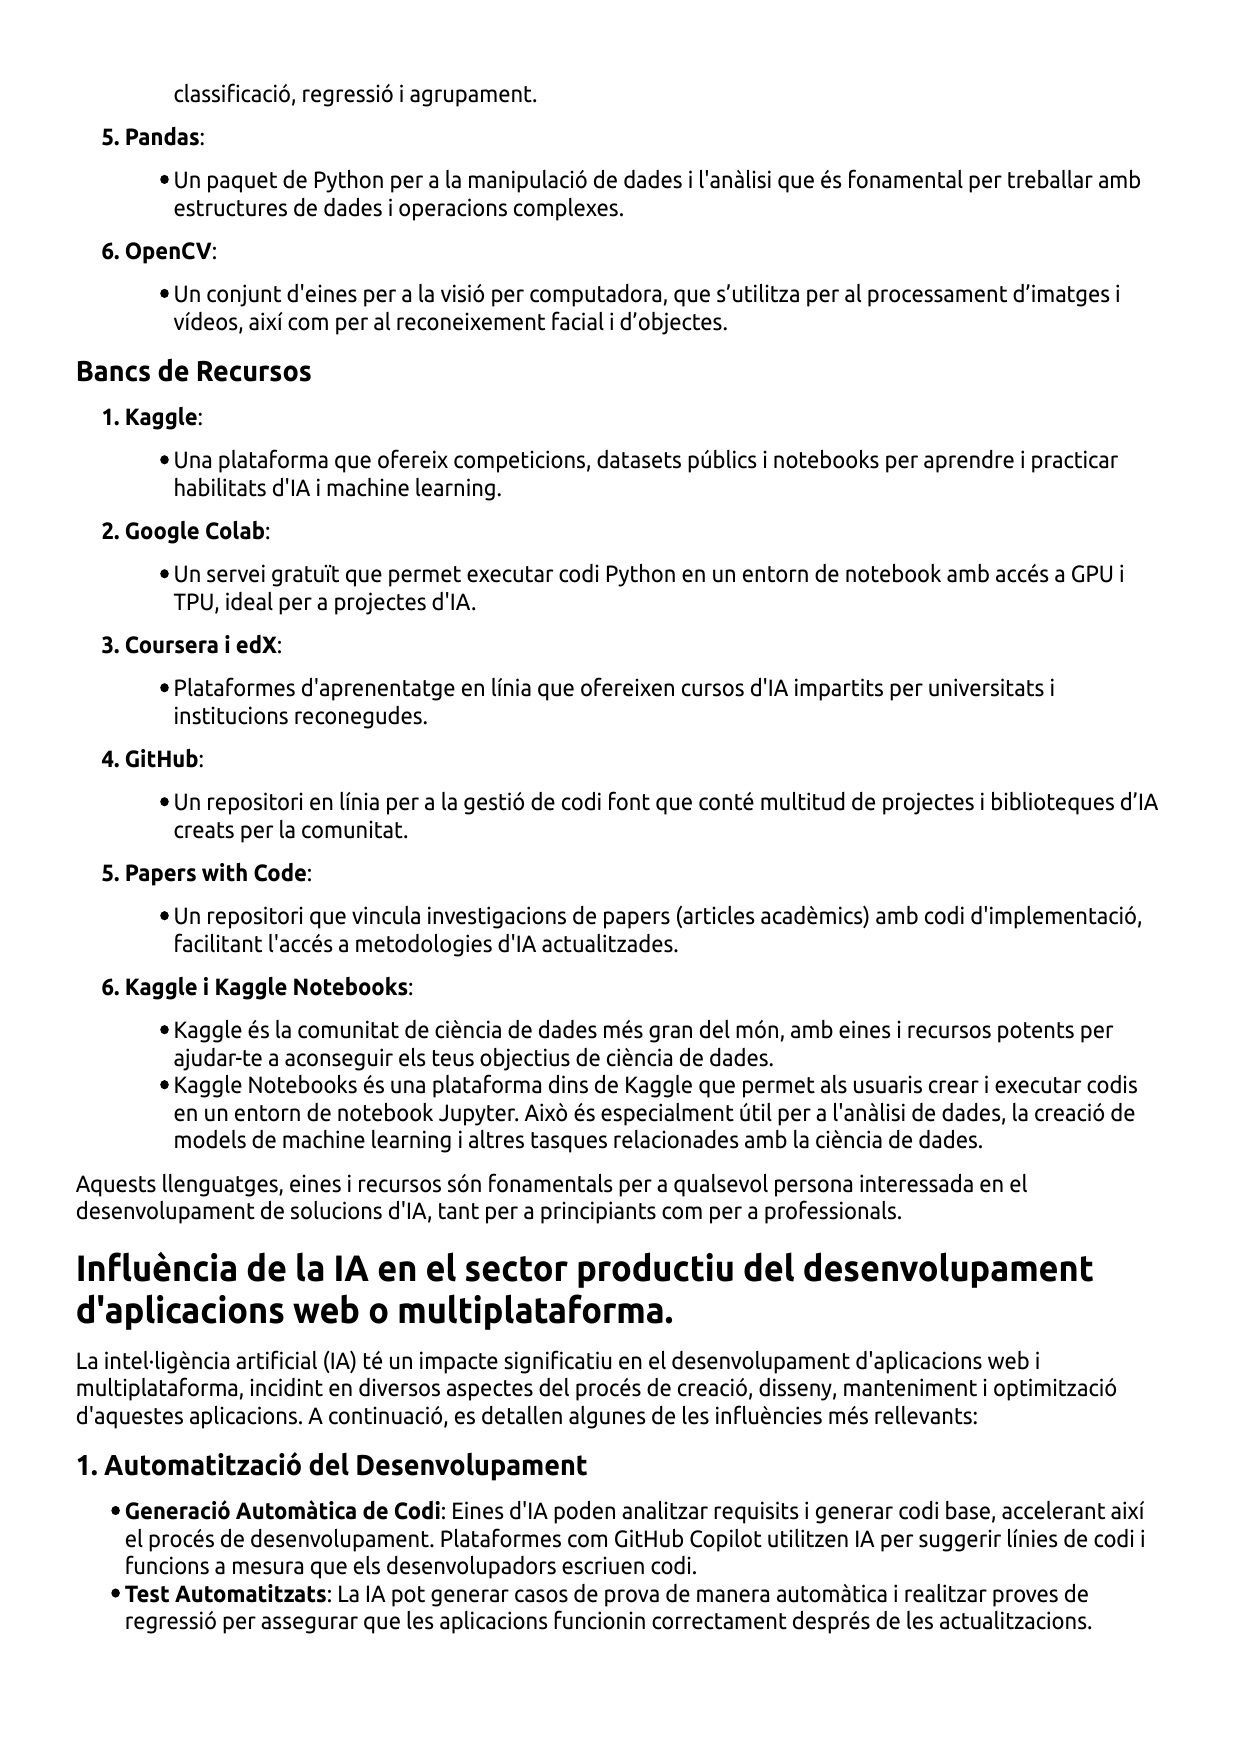 classificació, regressió i agrupament.
5. Pandas:
• Un paquet de Python per a la manipulació de dades i l'anàlisi que és fonamental per treballar amb
estructures de dades i operacions complexes.
6. OpenCV:
• Un conjunt d'eines per a la visió per computadora, que s’utilitza per al processament d’imatges i
vídeos, així com per al reconeixement facial i d’objectes.
Bancs de Recursos
1. Kaggle:
• Una plataforma que ofereix competicions, datasets públics i notebooks per aprendre i practicar
habilitats d'IA i machine learning.
2. Google Colab:
• Un servei gratuït que permet executar codi Python en un entorn de notebook amb accés a GPU i
TPU, ideal per a projectes d'IA.
3. Coursera i edX:
• Plataformes d'aprenentatge en línia que ofereixen cursos d'IA impartits per universitats i
institucions reconegudes.
4. GitHub:
• Un repositori en línia per a la gestió de codi font que conté multitud de projectes i biblioteques d’IA
creats per la comunitat.
5. Papers with Code:
• Un repositori que vincula investigacions de papers (articles acadèmics) amb codi d'implementació,
facilitant l'accés a metodologies d'IA actualitzades.
6. Kaggle i Kaggle Notebooks:
• Kaggle és la comunitat de ciència de dades més gran del món, amb eines i recursos potents per
ajudar-te a aconseguir els teus objectius de ciència de dades.
• Kaggle Notebooks és una plataforma dins de Kaggle que permet als usuaris crear i executar codis
en un entorn de notebook Jupyter. Això és especialment útil per a l'anàlisi de dades, la creació de
models de machine learning i altres tasques relacionades amb la ciència de dades.
Aquests llenguatges, eines i recursos són fonamentals per a qualsevol persona interessada en el
desenvolupament de solucions d'IA, tant per a principiants com per a professionals.
Influència de la IA en el sector productiu del desenvolupament
d'aplicacions web o multiplataforma.
La intel·ligència artificial (IA) té un impacte significatiu en el desenvolupament d'aplicacions web i
multiplataforma, incidint en diversos aspectes del procés de creació, disseny, manteniment i optimització
d'aquestes aplicacions. A continuació, es detallen algunes de les influències més rellevants:
1. Automatització del Desenvolupament
• Generació Automàtica de Codi: Eines d'IA poden analitzar requisits i generar codi base, accelerant així
el procés de desenvolupament. Plataformes com GitHub Copilot utilitzen IA per suggerir línies de codi i
funcions a mesura que els desenvolupadors escriuen codi.
• Test Automatitzats: La IA pot generar casos de prova de manera automàtica i realitzar proves de
regressió per assegurar que les aplicacions funcionin correctament després de les actualitzacions.